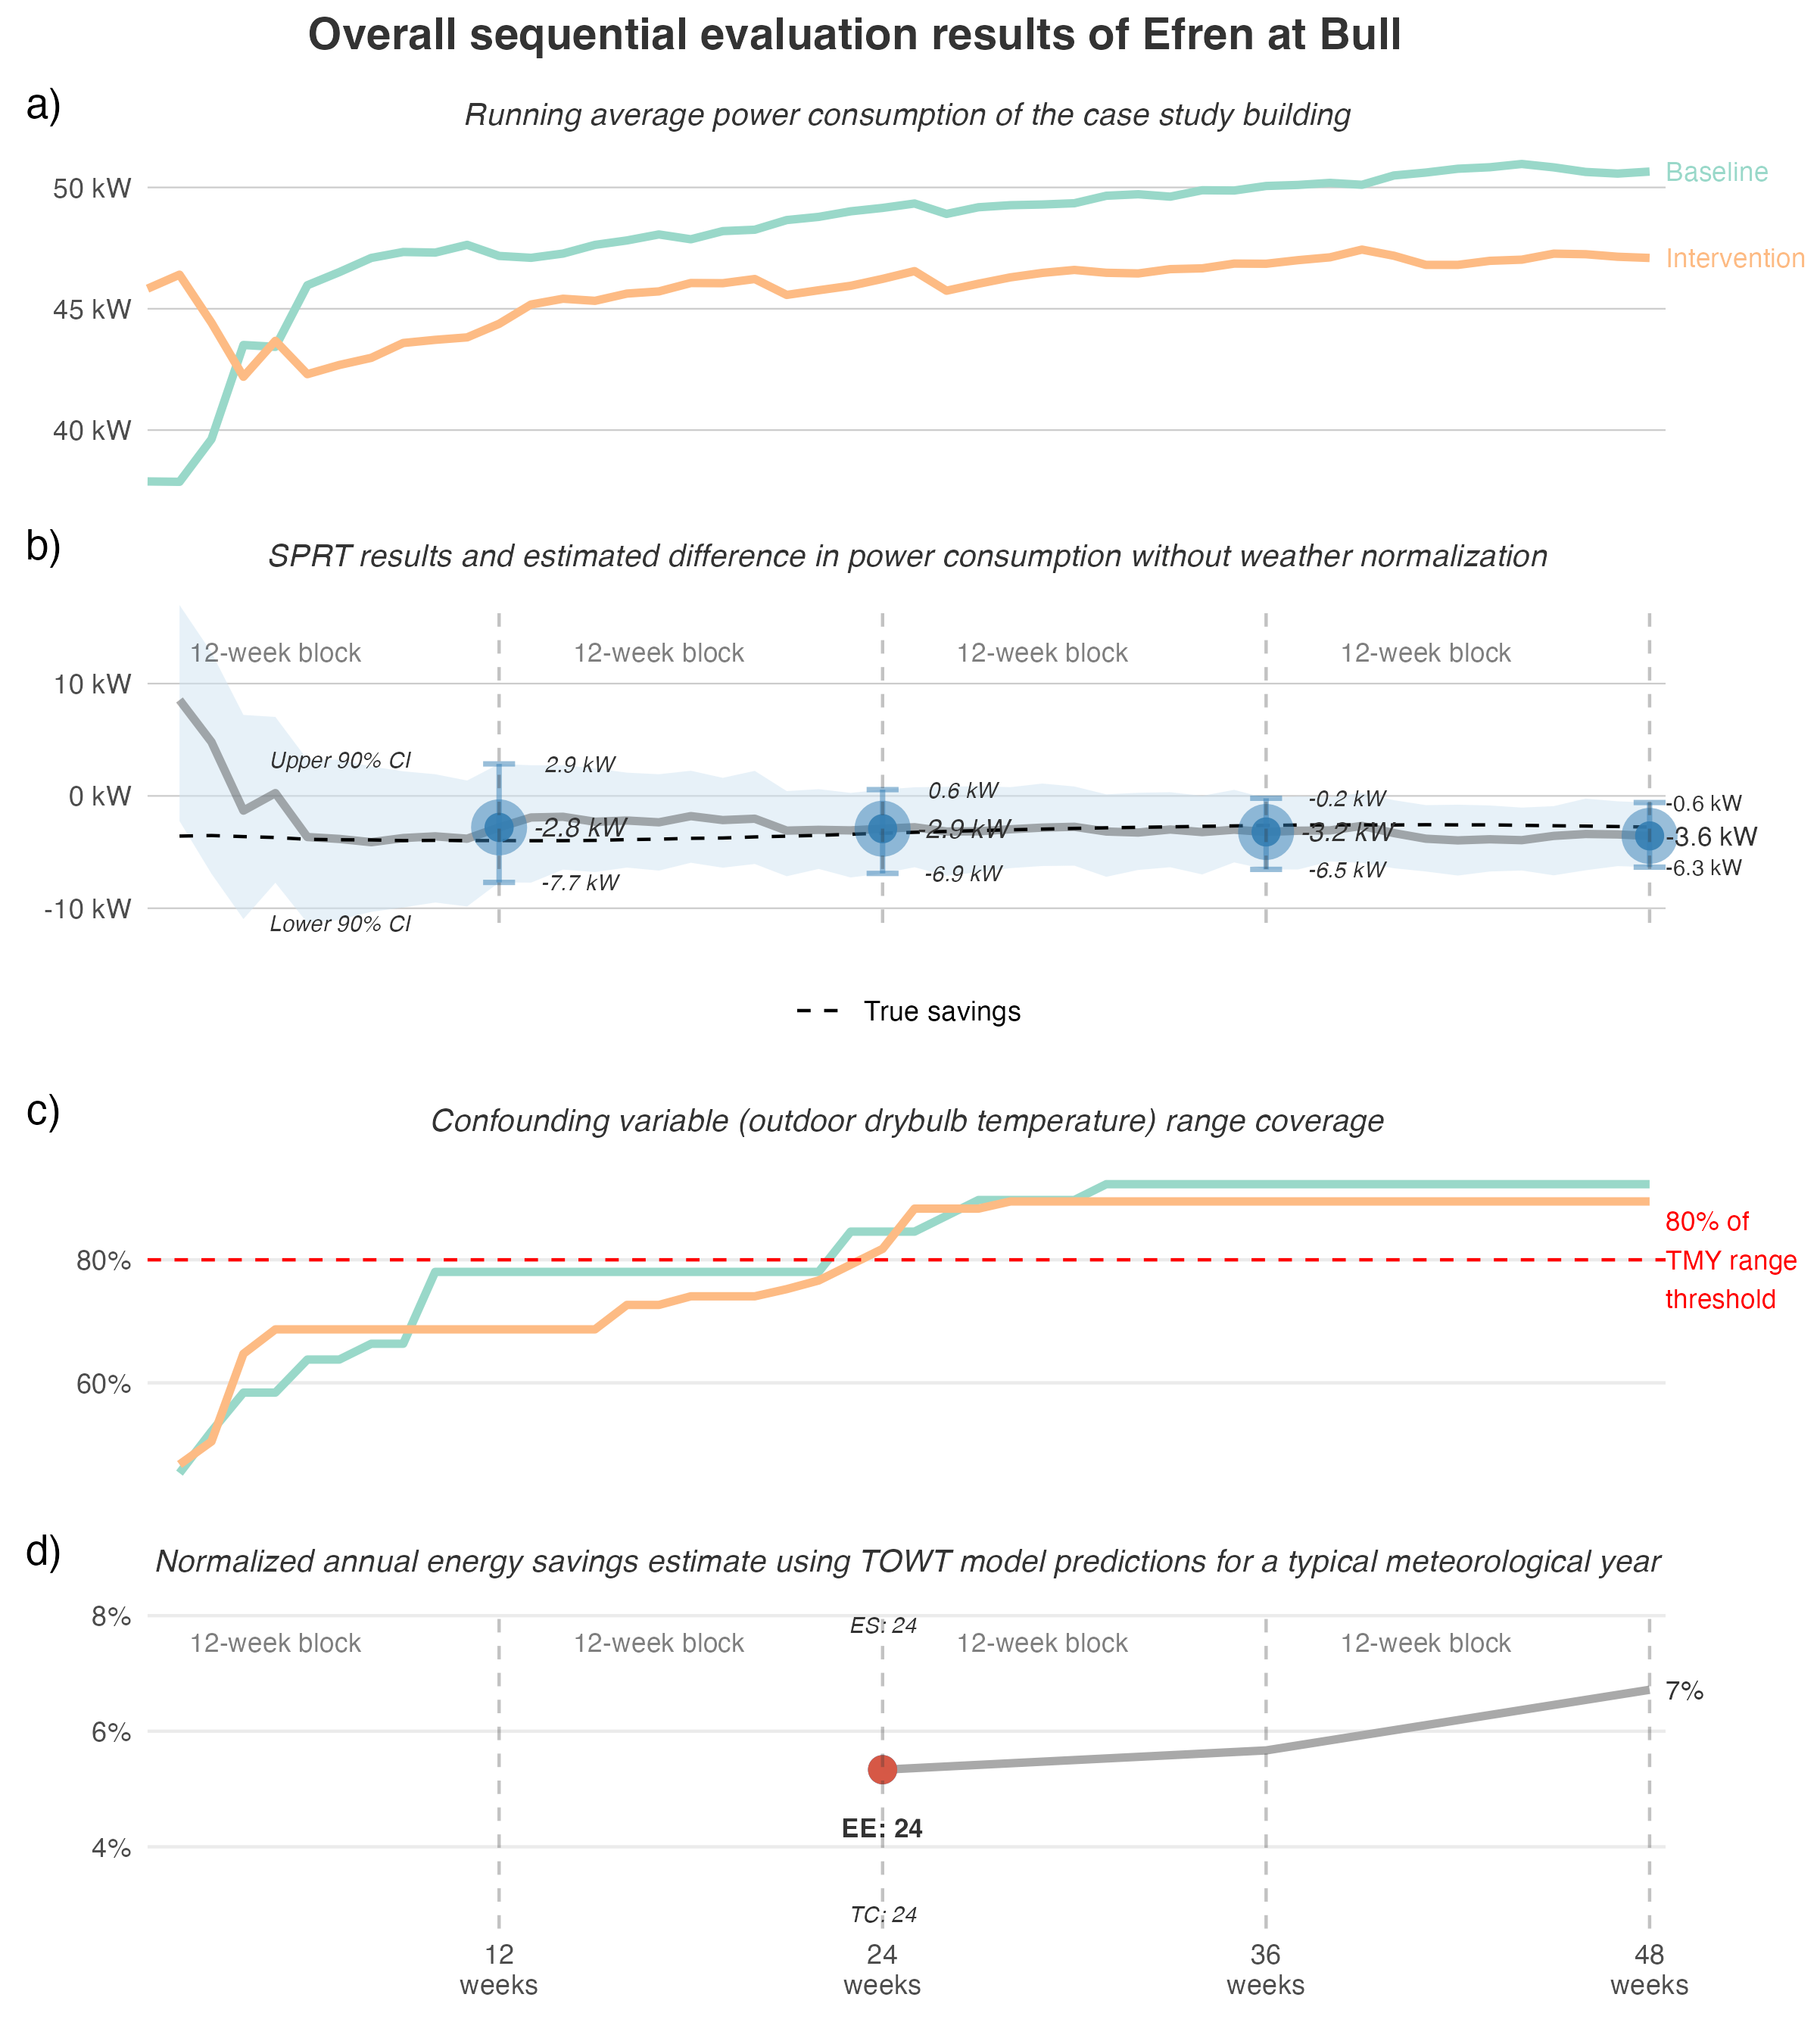 Overall sequential evaluation results of Efren at Bull
a)
Running average power consumption of the case study building
50 kW
45 kW
40 kW
Baseline
Intervention
b)
SPRT results and estimated difference in power consumption without weather normalization
12-week block
12-week block
12-week block
12-week block
10 kW
0 kW
-10 kW
Upper 90% CI
Lower 90% CI
2.9 kW
-2.8 kW
-7.7 kW
0.6 kW
-2.9 kW
-6.9 kW
-0.2 kW
-3.2 kW
-6.5 kW
-0.6 kW
-3.6 kW
-6.3 kW
True savings
c)
Confounding variable (outdoor drybulb temperature) range coverage
80%
60%
80% of
TMY range
threshold
d)
Normalized annual energy savings estimate using TOWT model predictions for a typical meteorological year
8%
6%
4%
12-week block
12-week block
12-week block
12-week block
ES: 24
EE: 24
TC: 24
7%
12
weeks
24
weeks
36
weeks
48
weeks